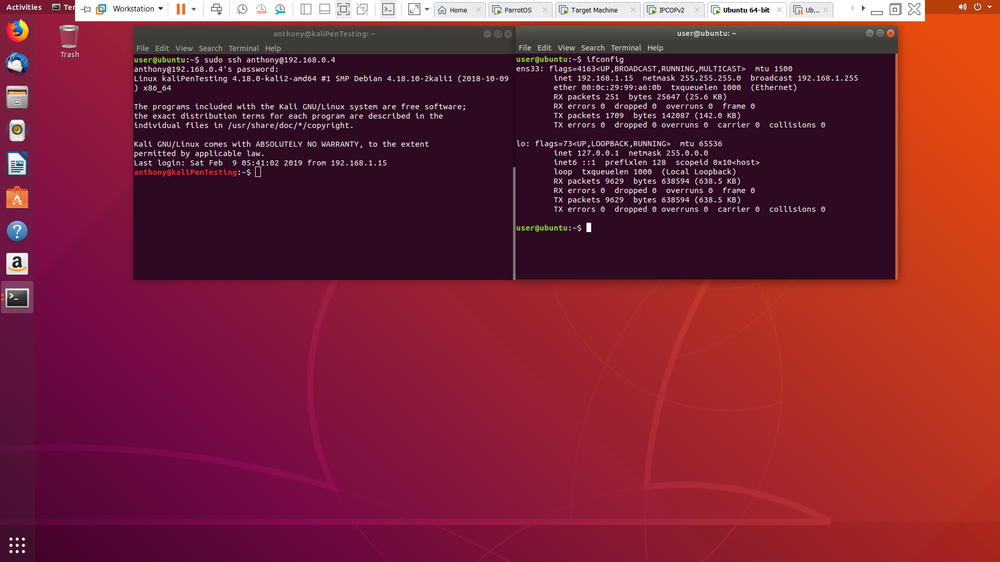 Activities
Ter
Workstation
Home
ParrotOS
Target Machine
IPCOPv2
Ubuntu 64-bit
Ub...
Trash
anthony@kaliPenTesting: ~
File Edit View Search Terminal Help
user@ubuntu:~$ sudo ssh anthony@192.168.0.4
anthony@192.168.0.4's password:
Linux kaliPenTesting 4.18.0-kali2-amd64 #1 SMP Debian 4.18.10-2kali1 (2018-10-09
) x86_64
The programs included with the Kali GNU/Linux system are free software;
the exact distribution terms for each program are described in the
individual files in /usr/share/doc/*/copyright.
Kali GNU/Linux comes with ABSOLUTELY NO WARRANTY, to the extent
permitted by applicable law.
Last login: Sat Feb  9 05:41:02 2019 from 192.168.1.15
anthony@kaliPenTesting:~$
user@ubuntu: ~
File Edit View Search Terminal Help
user@ubuntu:~$ ifconfig
ens33: flags=4163<UP,BROADCAST,RUNNING,MULTICAST>  mtu 1500
inet 192.168.1.15  netmask 255.255.255.0  broadcast 192.168.1.255
ether 00:0c:29:99:a6:0b  txqueuelen 1000  (Ethernet)
RX packets 251  bytes 25647 (25.6 KB)
RX errors 0  dropped 0  overruns 0  frame 0
TX packets 1709  bytes 142087 (142.0 KB)
TX errors 0  dropped 0 overruns 0  carrier 0  collisions 0
lo: flags=73<UP,LOOPBACK,RUNNING>  mtu 65536
inet 127.0.0.1  netmask 255.0.0.0
inet6 ::1  prefixlen 128  scopeid 0x10<host>
loop  txqueuelen 1000  (Local Loopback)
RX packets 9629  bytes 638594 (638.5 KB)
RX errors 0  dropped 0  overruns 0  frame 0
TX packets 9629  bytes 638594 (638.5 KB)
TX errors 0  dropped 0 overruns 0  carrier 0  collisions 0
user@ubuntu:~$